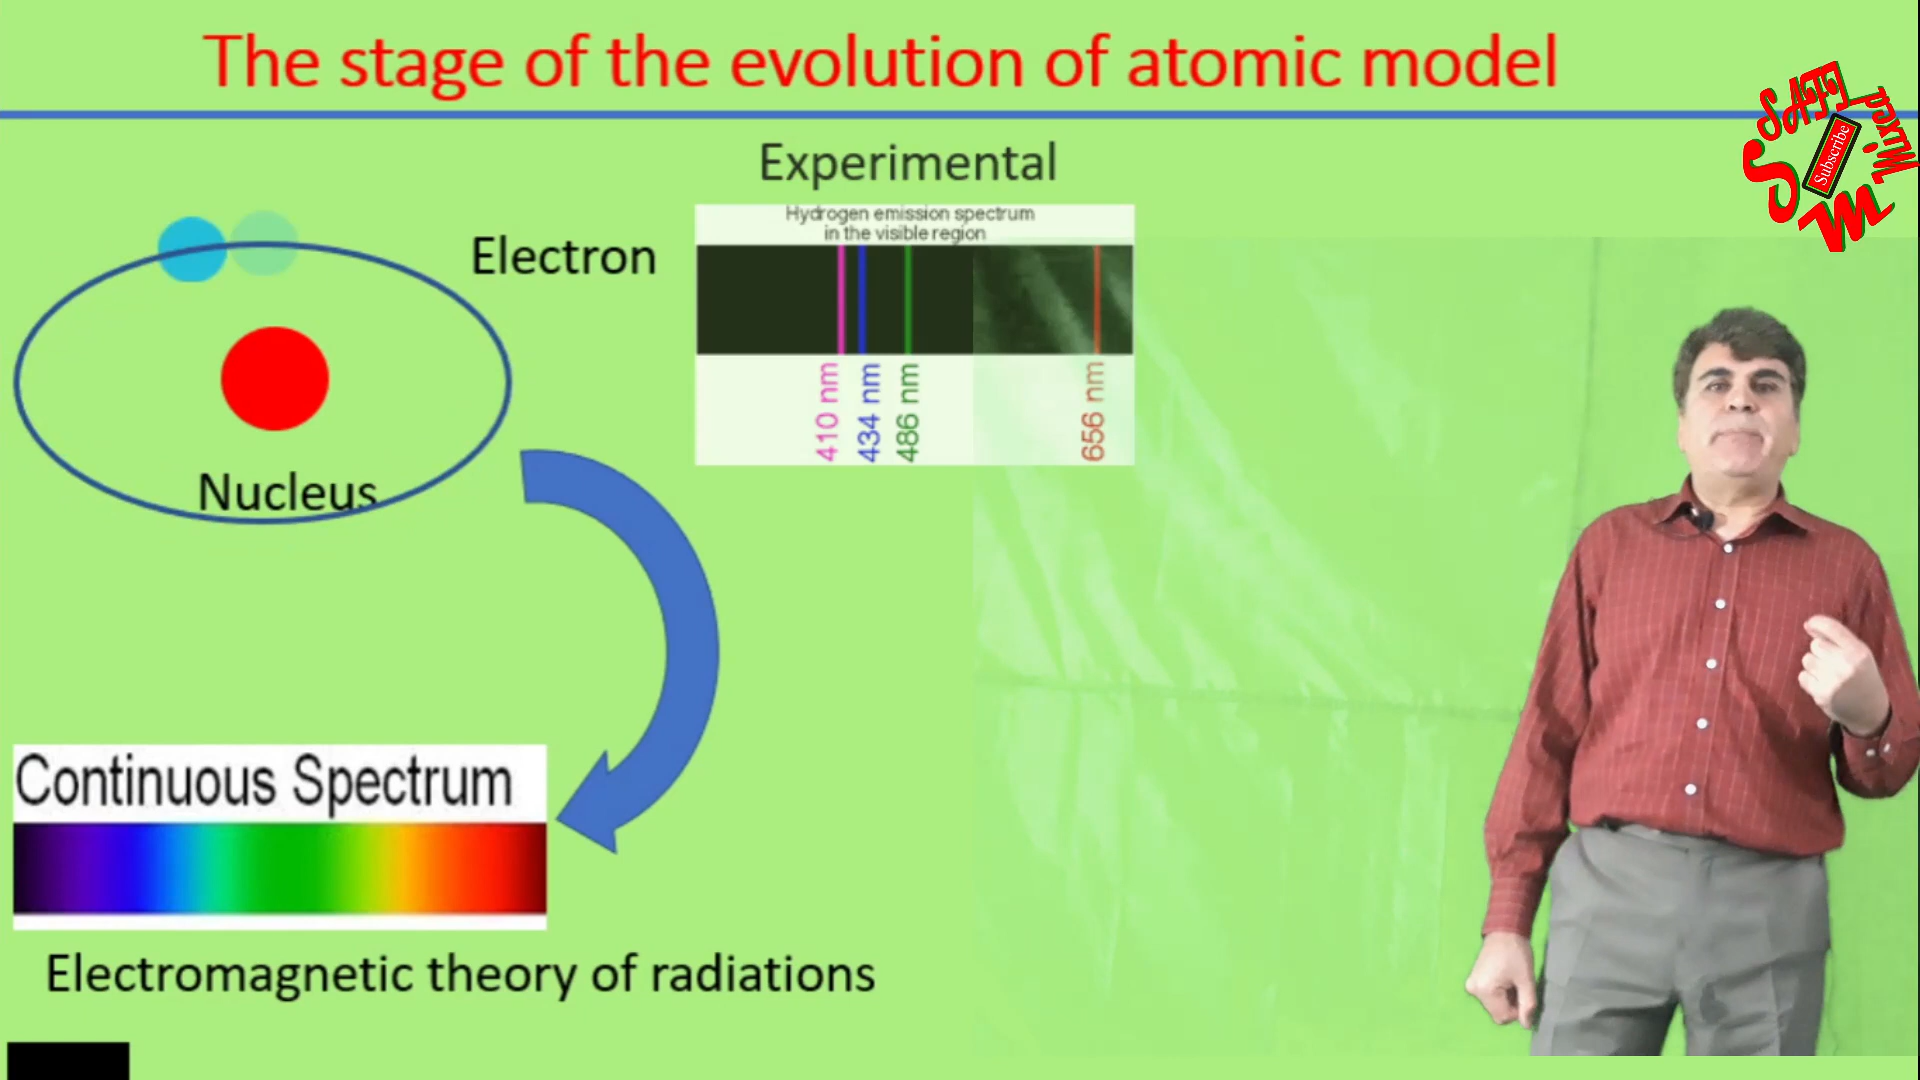 The stage of the evolution of atomic model
Experimental
Hydrogen emission spectrum
in the visible region
Electron
410 nm
434 nm
486 nm
656 nm
Nucleus
Continuous Spectrum
Electromagnetic theory of radiations
Subscribe